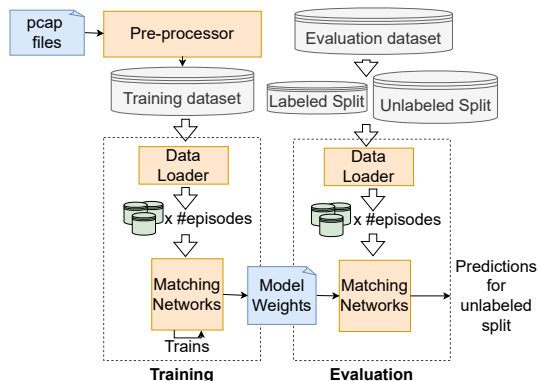 pcap
files
Pre-processor
Training dataset
Data
Loader
x #episodes
Matching
Networks
Trains
Training
Model
Weights
Evaluation dataset
Labeled Split
Unlabeled Split
Data
Loader
x #episodes
Matching
Networks
Evaluation
Predictions
for
unlabeled
split